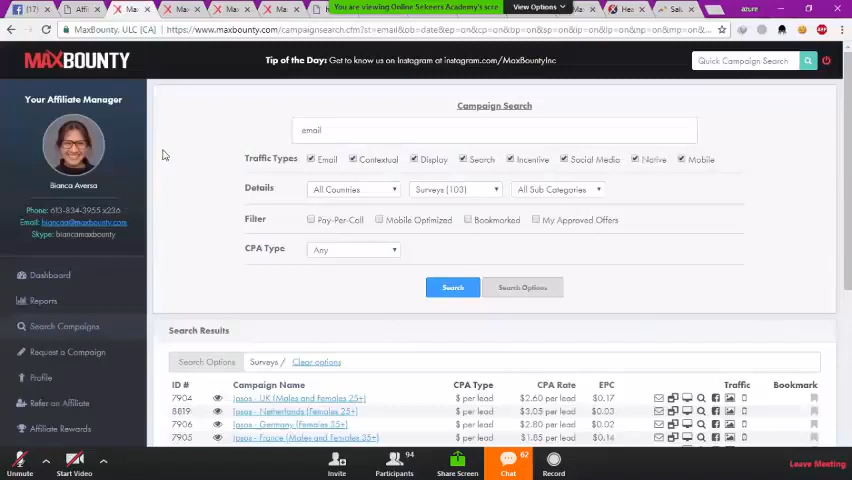 (17)
Affil
Ma
You are viewing Online Sekeers Academy's scre
View Options
Hea
Sal
azure
MaxBounty, ULC [CA]
https://www.maxbounty.com/campaignsearch.cfm?st=email&ob=date&ep=on&cp=on&bp=on&sp=on&ip=on&lp=on&np=on&mp=on&m
MAXBOUNTY
Tip of the Day: Get to know us on Instagram at instagram.com/MaxBountyInc
Quick Campaign Search
Your Affiliate Manager
Bianca Aversa
Phone: 613-834-3955 x236
Email: biancaa@maxbounty.com
Skype: biancamaxbounty
Dashboard
Reports
Search Campaigns
Request a Campaign
Profile
Refer an Affiliate
Affiliate Rewards
Campaign Search
email
Traffic Types
Email
Contextual
Display
Search
Incentive
Social Media
Native
Mobile
Details
All Countries
Surveys (103)
All Sub Categories
Filter
Pay-Per-Call
Mobile Optimized
Bookmarked
My Approved Offers
CPA Type
Any
Search
Search Options
Search Results
Search Options
Surveys /
Clear options
ID #
Campaign Name
CPA Type
CPA Rate
EPC
Traffic
Bookmark
7904
Ipsos - UK (Males and Females 25+)
$ per lead
$2.60 per lead
$0.17
8819
Ipsos - Netherlands (Females 25+)
$ per lead
$3.05 per lead
$0.03
7906
Ipsos - Germany (Females 35+)
$ per lead
$2.80 per lead
$0.02
7905
Ipsos - France (Males and Females 35+)
$ per lead
$1.85 per lead
$0.14
Unmute
Start Video
Invite
94
Participants
Share Screen
62
Chat
Record
Leave Meeting